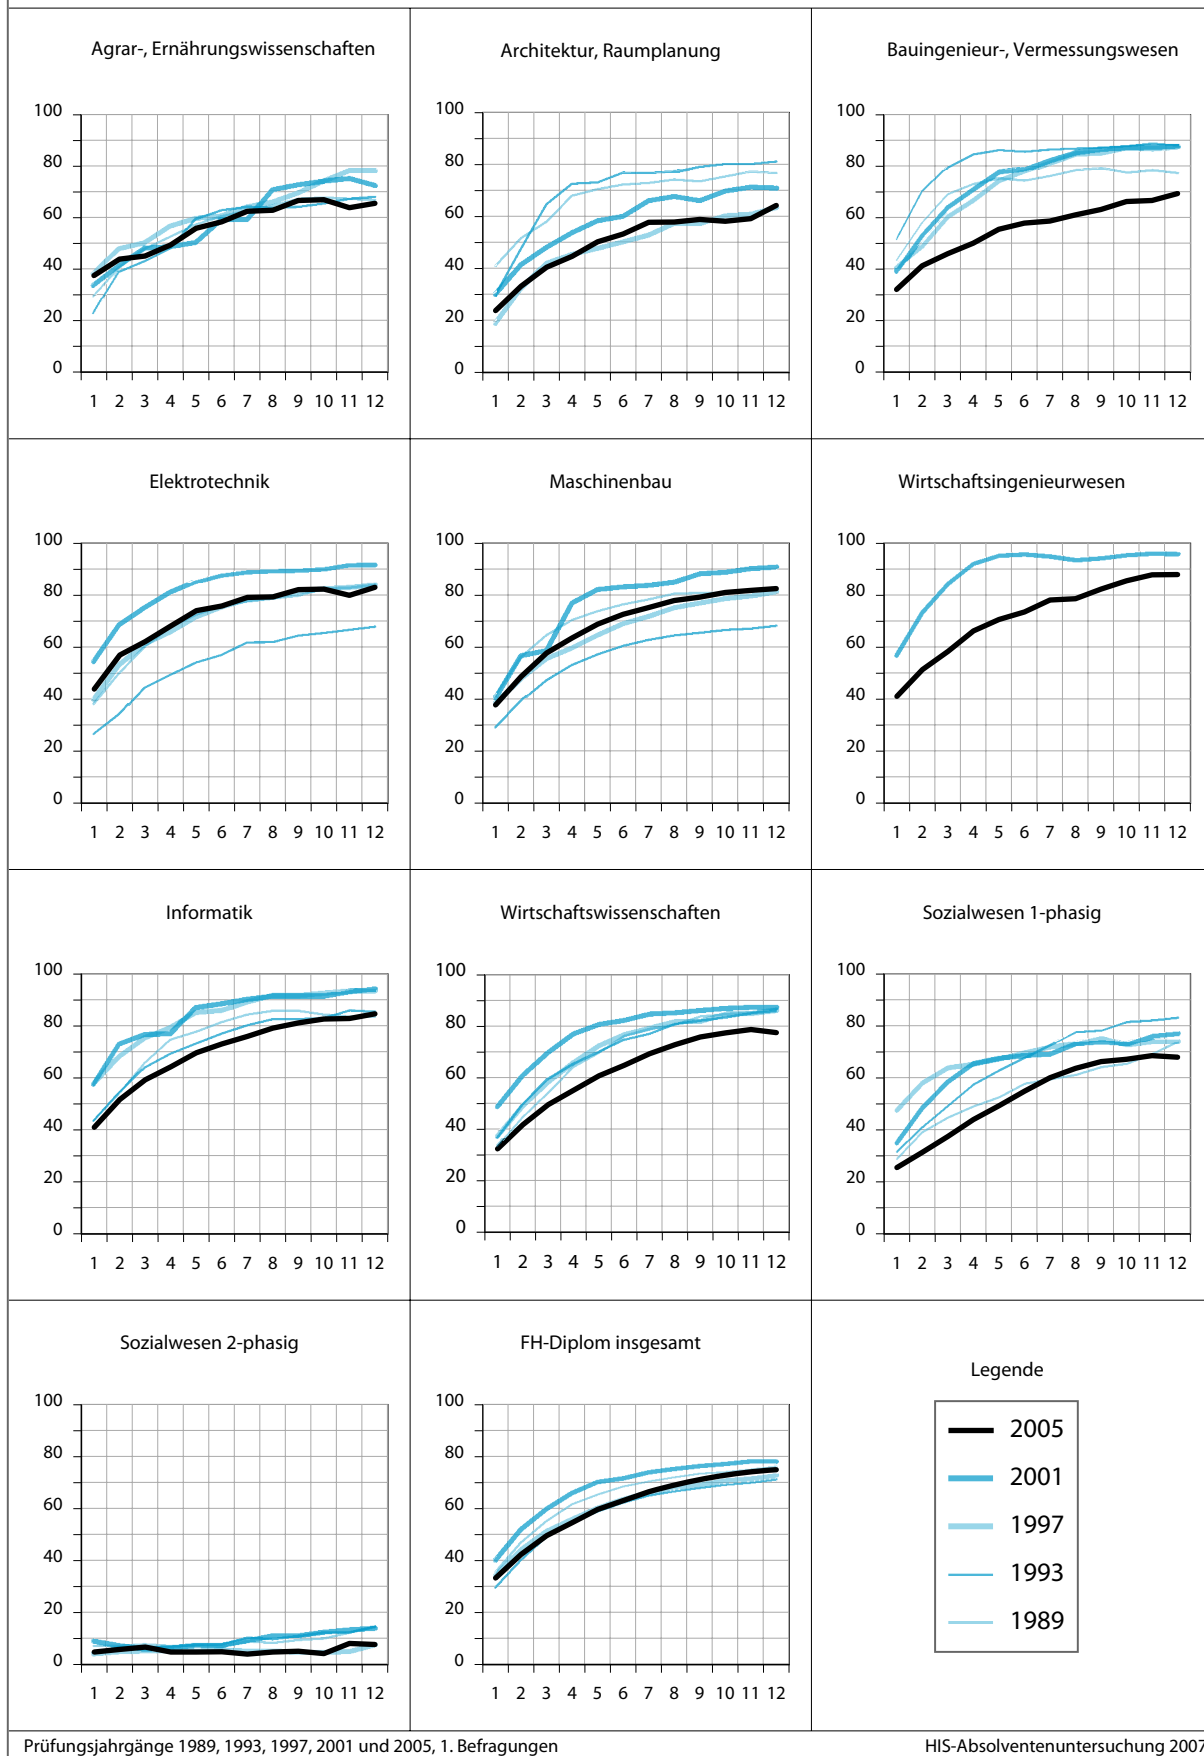 Agrar-, Ernährungswissenschaften
100
80
60
40
20
0
1 2 3 4 5 6 7 8 9 10 11 12
Architektur, Raumplanung
100
80
60
40
20
0
1 2 3 4 5 6 7 8 9 10 11 12
Bauingenieur-, Vermessungswesen
100
80
60
40
20
0
1 2 3 4 5 6 7 8 9 10 11 12
Elektrotechnik
100
80
60
40
20
0
1 2 3 4 5 6 7 8 9 10 11 12
Maschinenbau
100
80
60
40
20
0
1 2 3 4 5 6 7 8 9 10 11 12
Wirtschaftsingenieurwesen
100
80
60
40
20
0
1 2 3 4 5 6 7 8 9 10 11 12
Informatik
100
80
60
40
20
0
1 2 3 4 5 6 7 8 9 10 11 12
Wirtschaftswissenschaften
100
80
60
40
20
0
1 2 3 4 5 6 7 8 9 10 11 12
Sozialwesen 1-phasig
100
80
60
40
20
0
1 2 3 4 5 6 7 8 9 10 11 12
Sozialwesen 2-phasig
100
80
60
40
20
0
1 2 3 4 5 6 7 8 9 10 11 12
FH-Diplom insgesamt
100
80
60
40
20
0
1 2 3 4 5 6 7 8 9 10 11 12
Legende
2005
2001
1997
1993
1989
Prüfungsjahrgänge 1989, 1993, 1997, 2001 und 2005, 1. Befragungen
HIS-Absolventenuntersuchung 2007